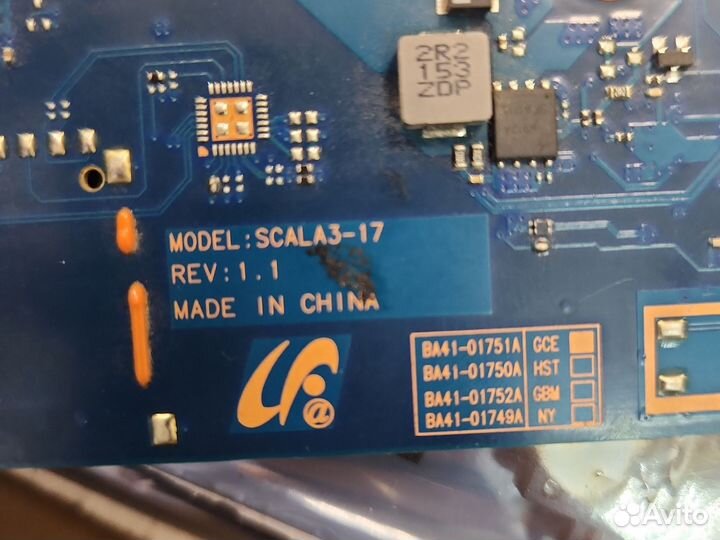 2R2
153
ZDP
MODEL:SCALA3-17
REV:1.1
MADE IN CHINA
BA41-01751A GCE
BA41-01750A HST
BA41-01752A GBM
BA41-01749A NY
@
Avito